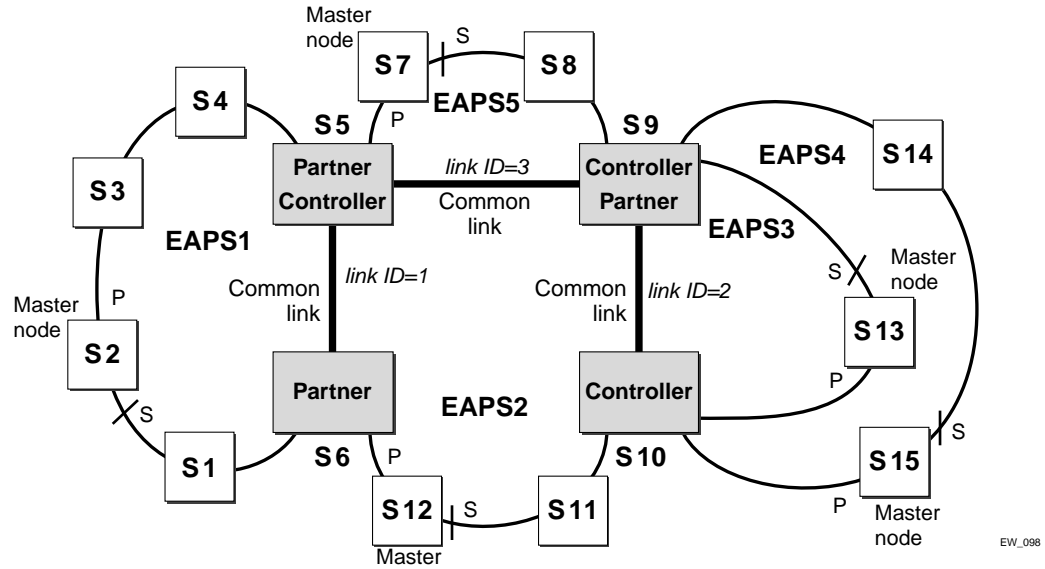 Master
node
S7
S
S8
P
EAPS5
S4
S5
S9
EAPS4
S14
Partner
Controller
link ID=3
Common
link
Controller
Partner
S3
EAPS1
EAPS3
link ID=1
Common
link
Common
link
link ID=2
S
Master
node
P
Master
node
S2
S13
S
Partner
EAPS2
Controller
P
S1
S6
P
S10
S15
S
S12
S
S11
P
Master
Master
node
EW_098